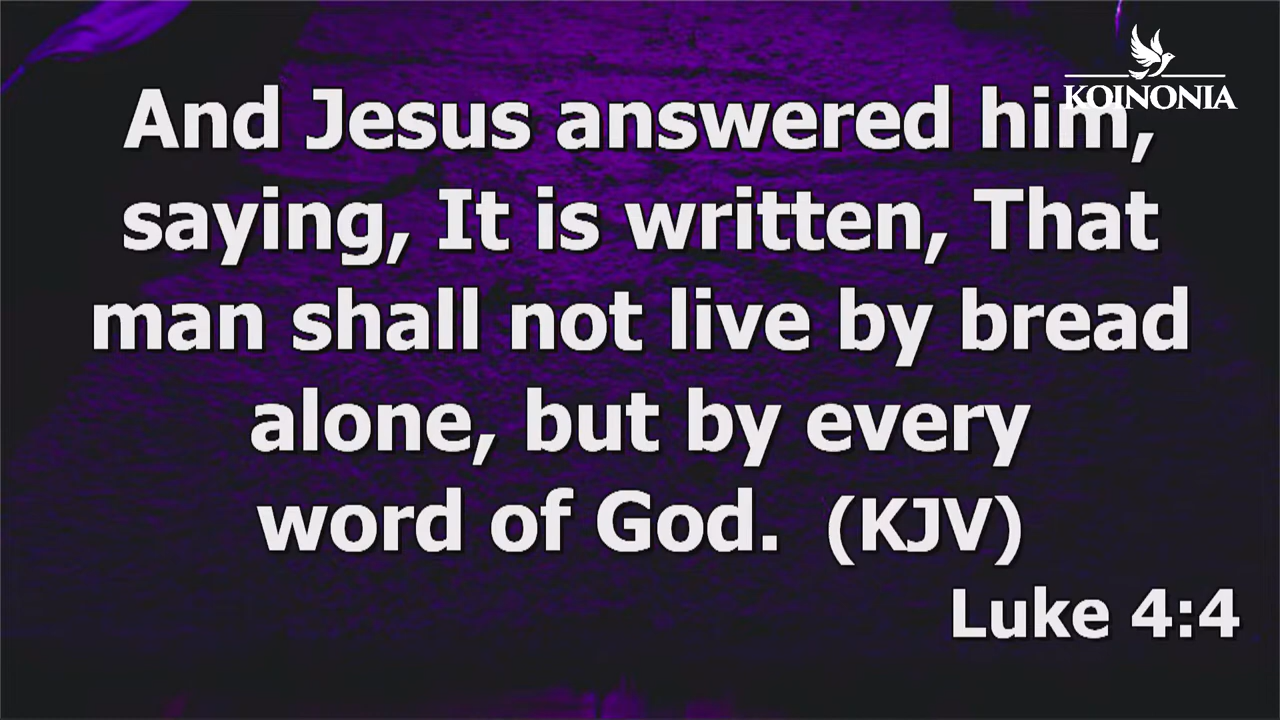 KOINONIA
And Jesus answered him,
saying, It is written, That
man shall not live by bread
alone, but by every
word of God. (KJV)
Luke 4:4